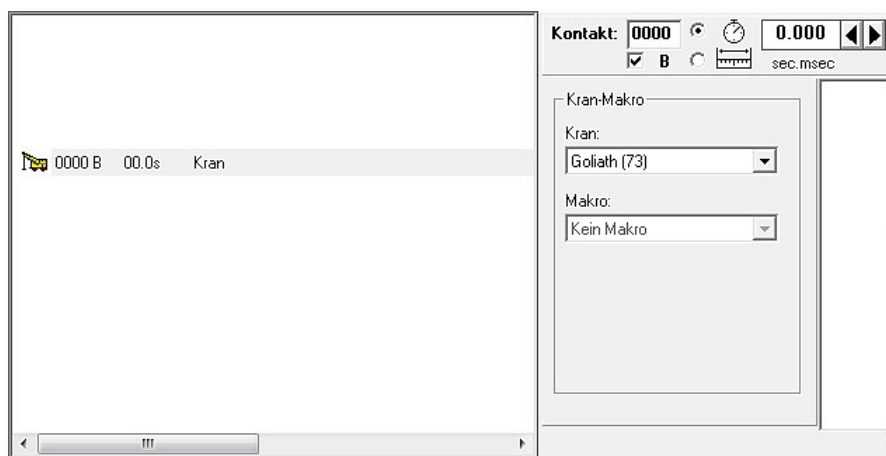 Kontakt: 0000 0.000
B sec.msec
Kran-Makro
Kran:
Goliath (73)
Makro:
Kein Makro
0000 B 00.0s Kran